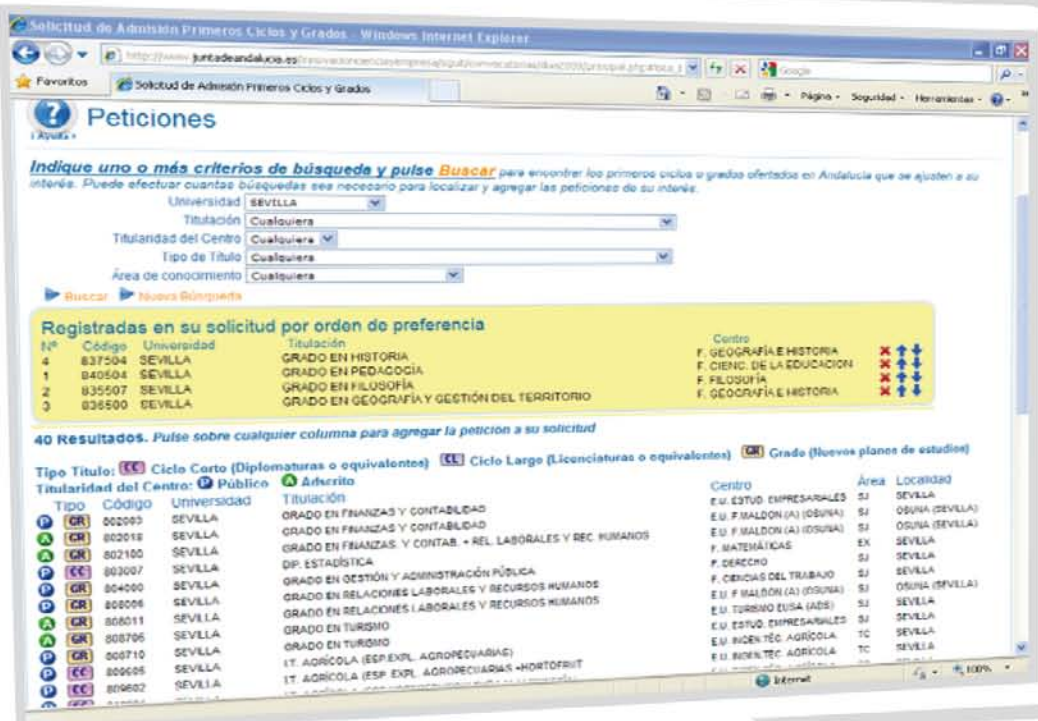 Solicitud de Admisión Primeros Ciclos y Grados - Windows Internet Explorer
Google
Favoritos Solicitud de Admisión Primeros Ciclos y Grados Página - Seguridad - Herramientas -
Ayuda
Peticiones
Indique uno o más criterios de búsqueda y pulse Buscar para encontrar los primeros ciclos o grados ofertados en Andalucía que se ajusten a su
interés. Puede efectuar cuantas búsquedas sea necesario para localizar y agregar las peticiones de su interés.
Universidad SEVILLA
Titulación Cualquiera
Titularidad del Centro Cualquiera
Tipo de Título Cualquiera
Área de conocimiento Cualquiera
Buscar Nueva Búsqueda
Registradas en su solicitud por orden de preferencia
Nº Código Universidad Titulación Centro
4 837504 SEVILLA GRADO EN HISTORIA F. GEOGRAFÍA E HISTORIA
1 840504 SEVILLA GRADO EN PEDAGOGÍA F. CIENC. DE LA EDUCACION
2 835507 SEVILLA GRADO EN FILOSOFÍA F. FILOSOFÍA
3 836500 SEVILLA GRADO EN GEOGRAFÍA Y GESTIÓN DEL TERRITORIO F. GEOGRAFÍA E HISTORIA
40 Resultados. Pulse sobre cualquier columna para agregar la petición a su solicitud
Tipo Título: CC Ciclo Corto (Diplomaturas o equivalentes) CL Ciclo Largo (Licenciaturas o equivalentes) GR Grado (Nuevos planes de estudios)
Titularidad del Centro: P Público A Adscrito
Tipo Código Universidad Titulación Centro Área Localidad
P GR 802003 SEVILLA GRADO EN FINANZAS Y CONTABILIDAD E.U. ESTUD. EMPRESARIALES SJ SEVILLA
A GR 802018 SEVILLA GRADO EN FINANZAS Y CONTABILIDAD E.U. F.MALDON (A) (OSUNA) SJ OSUNA (SEVILLA)
A GR 802100 SEVILLA GRADO EN FINANZAS. Y CONTAB. + REL. LABORALES Y REC. HUMANOS E.U. F.MALDON (A) (OSUNA) SJ OSUNA (SEVILLA)
P CC 803007 SEVILLA DIP. ESTADÍSTICA F. MATEMÁTICAS EX SEVILLA
P GR 804000 SEVILLA GRADO EN GESTIÓN Y ADMINISTRACIÓN PÚBLICA F. DERECHO SJ SEVILLA
P GR SEVILLA GRADO EN RELACIONES LABORALES Y RECURSOS HUMANOS F. CIENCIAS DEL TRABAJO SJ SEVILLA
A GR 808011 SEVILLA GRADO EN RELACIONES LABORALES Y RECURSOS HUMANOS E.U. F.MALDON (A) (OSUNA) SJ OSUNA (SEVILLA)
A GR 808706 SEVILLA GRADO EN TURISMO E.U. TURISMO EUSA (ADS) SJ SEVILLA
P GR 808710 SEVILLA GRADO EN TURISMO E.U. ESTUD. EMPRESARIALES SJ SEVILLA
P CC 809605 SEVILLA I.T. AGRÍCOLA (ESP.EXPL. AGROPECUARIAS) E.U. INGEN.TÉC. AGRÍCOLA TC SEVILLA
P CC 809602 SEVILLA I.T. AGRÍCOLA (ESP. EXPL. AGROPECUARIAS +HORTOFRUT E.U. INGEN.TÉC. AGRÍCOLA TC SEVILLA
Internet 100%